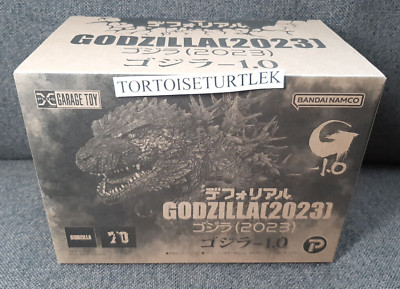 デフォリアル
GODZILLA[2023]
ゴジラ(2023)
ゴジラ-1.0
TORTOISETURTLEK
GARAGE TOY
BANDAI NAMCO
G
-1.0
デフォリアル
GODZILLA[2023]
ゴジラ(2023)
ゴジラ-1.0
GODZILLA
70